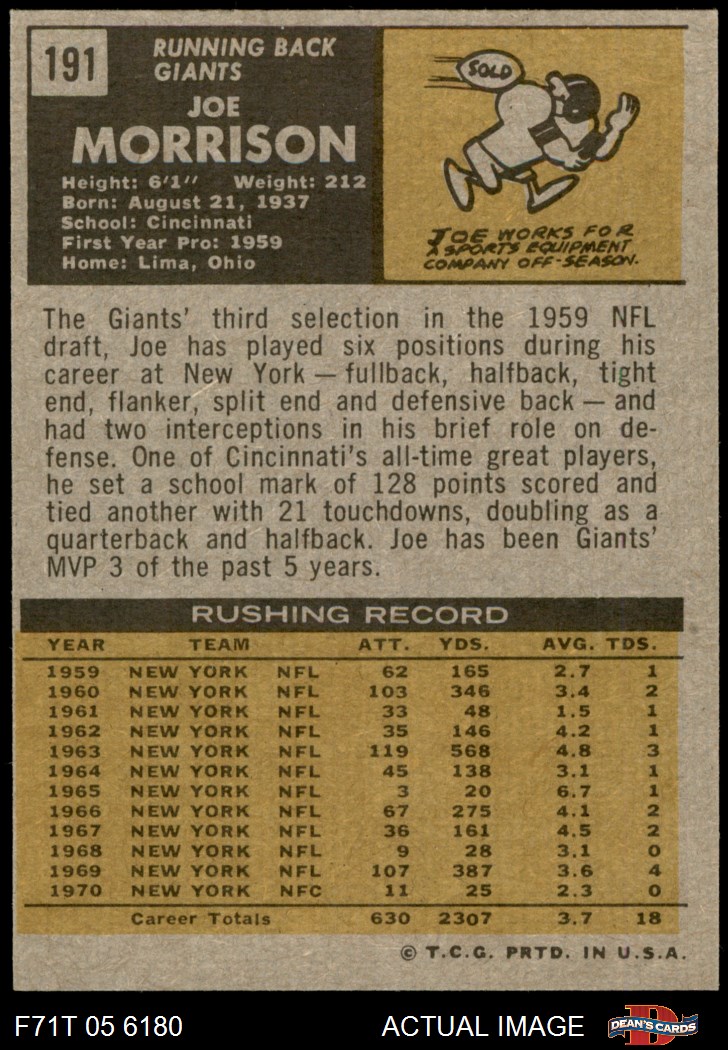 191
RUNNING BACK
GIANTS
JOE
MORRISON
Height: 6'1" Weight: 212
Born: August 21, 1937
School: Cincinnati
First Year Pro: 1959
Home: Lima, Ohio
SOLD
JOE WORKS FOR
A SPORTS EQUIPMENT
COMPANY OFF-SEASON.
The Giants' third selection in the 1959 NFL
draft, Joe has played six positions during his
career at New York — fullback, halfback, tight
end, flanker, split end and defensive back — and
had two interceptions in his brief role on de-
fense. One of Cincinnati's all-time great players,
he set a school mark of 128 points scored and
tied another with 21 touchdowns, doubling as a
quarterback and halfback. Joe has been Giants'
MVP 3 of the past 5 years.
RUSHING RECORD
YEAR TEAM ATT. YDS. AVG. TDS.
1959 NEW YORK NFL 62 165 2.7 1
1960 NEW YORK NFL 103 346 3.4 2
1961 NEW YORK NFL 33 48 1.5 1
1962 NEW YORK NFL 35 146 4.2 1
1963 NEW YORK NFL 119 568 4.8 3
1964 NEW YORK NFL 45 138 3.1 1
1965 NEW YORK NFL 3 20 6.7 1
1966 NEW YORK NFL 67 275 4.1 2
1967 NEW YORK NFL 36 161 4.5 2
1968 NEW YORK NFL 9 28 3.1 0
1969 NEW YORK NFL 107 387 3.6 4
1970 NEW YORK NFC 11 25 2.3 0
Career Totals 630 2307 3.7 18
© T.C.G. PRTD. IN U.S.A.
F71T 05 6180 ACTUAL IMAGE D DEAN'S CARDS